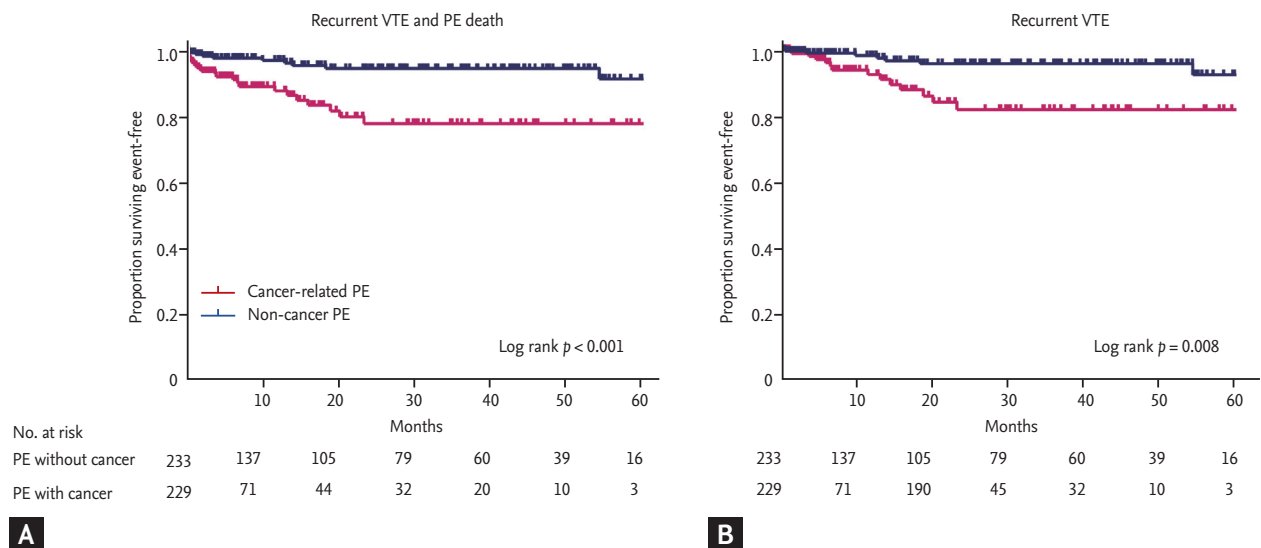 Recurrent VTE and PE death
Proportion surviving event-free
1.0
0.8
0.6
0.4
0.2
0
Cancer-related PE
Non-cancer PE
Log rank p < 0.001
10 20 30 40 50 60
Months
No. at risk
PE without cancer 233 137 105 79 60 39 16
PE with cancer 229 71 44 32 20 10 3
A
Recurrent VTE
Proportion surviving event-free
1.0
0.8
0.6
0.4
0.2
0
Log rank p = 0.008
10 20 30 40 50 60
Months
233 137 105 79 60 39 16
229 71 190 45 32 10 3
B